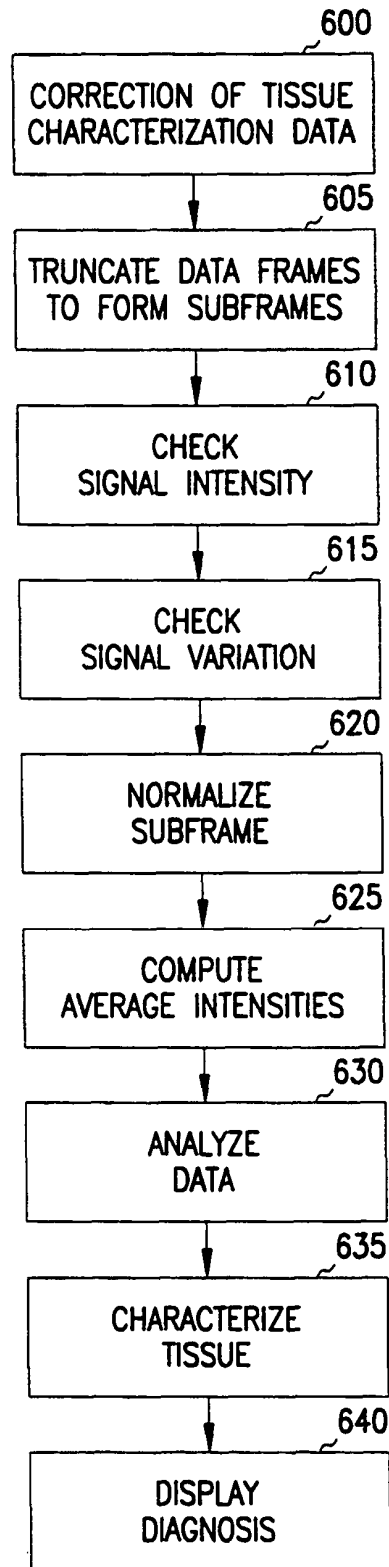 600
CORRECTION OF TISSUE
CHARACTERIZATION DATA
605
TRUNCATE DATA FRAMES
TO FORM SUBFRAMES
610
CHECK
SIGNAL INTENSITY
615
CHECK
SIGNAL VARIATION
620
NORMALIZE
SUBFRAME
625
COMPUTE
AVERAGE INTENSITIES
630
ANALYZE
DATA
635
CHARACTERIZE
TISSUE
640
DISPLAY
DIAGNOSIS